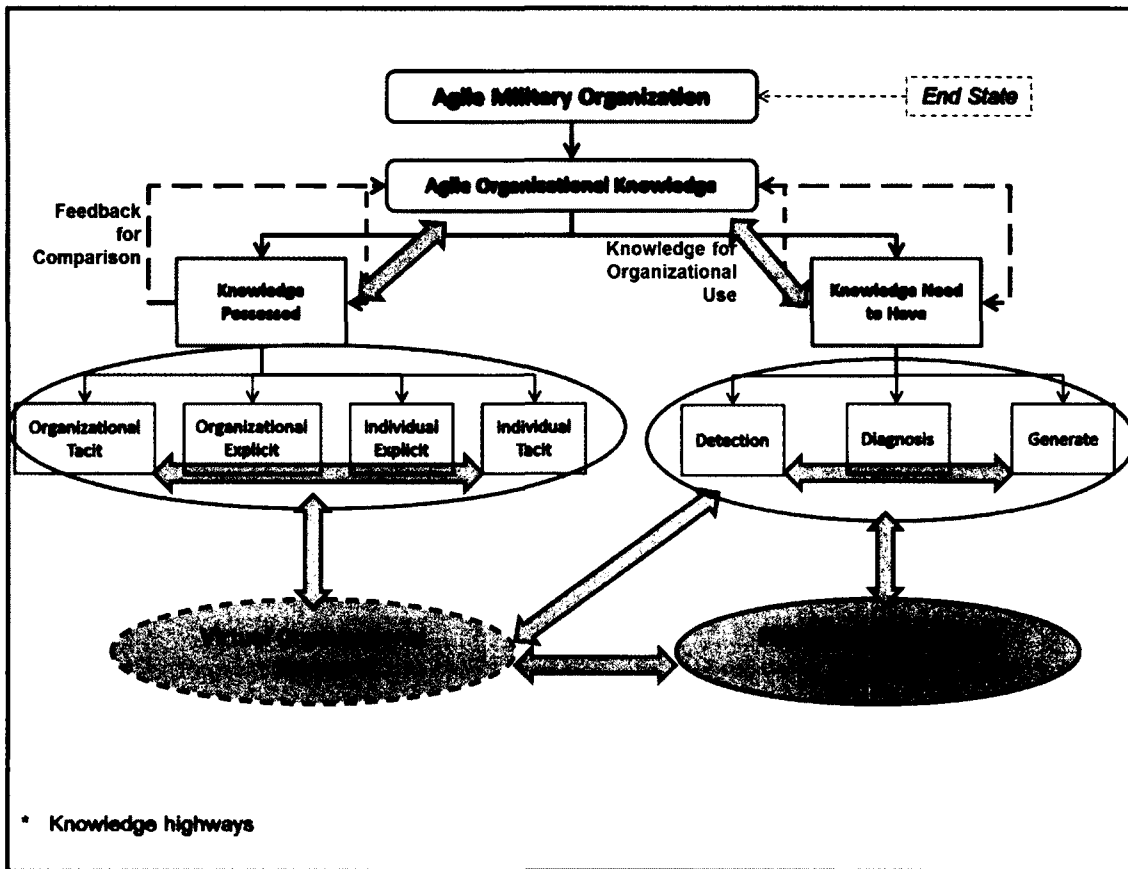 Agile Military Organization
End State
Agile Organizational Knowledge
Feedback
for
Comparison
Knowledge for
Organizational
Use
Knowledge
Possessed
Knowledge Need
to Have
Organizational
Tacit
Organizational
Explicit
Individual
Explicit
Individual
Tacit
Detection
Diagnosis
Generate
Virtual
* Knowledge highways